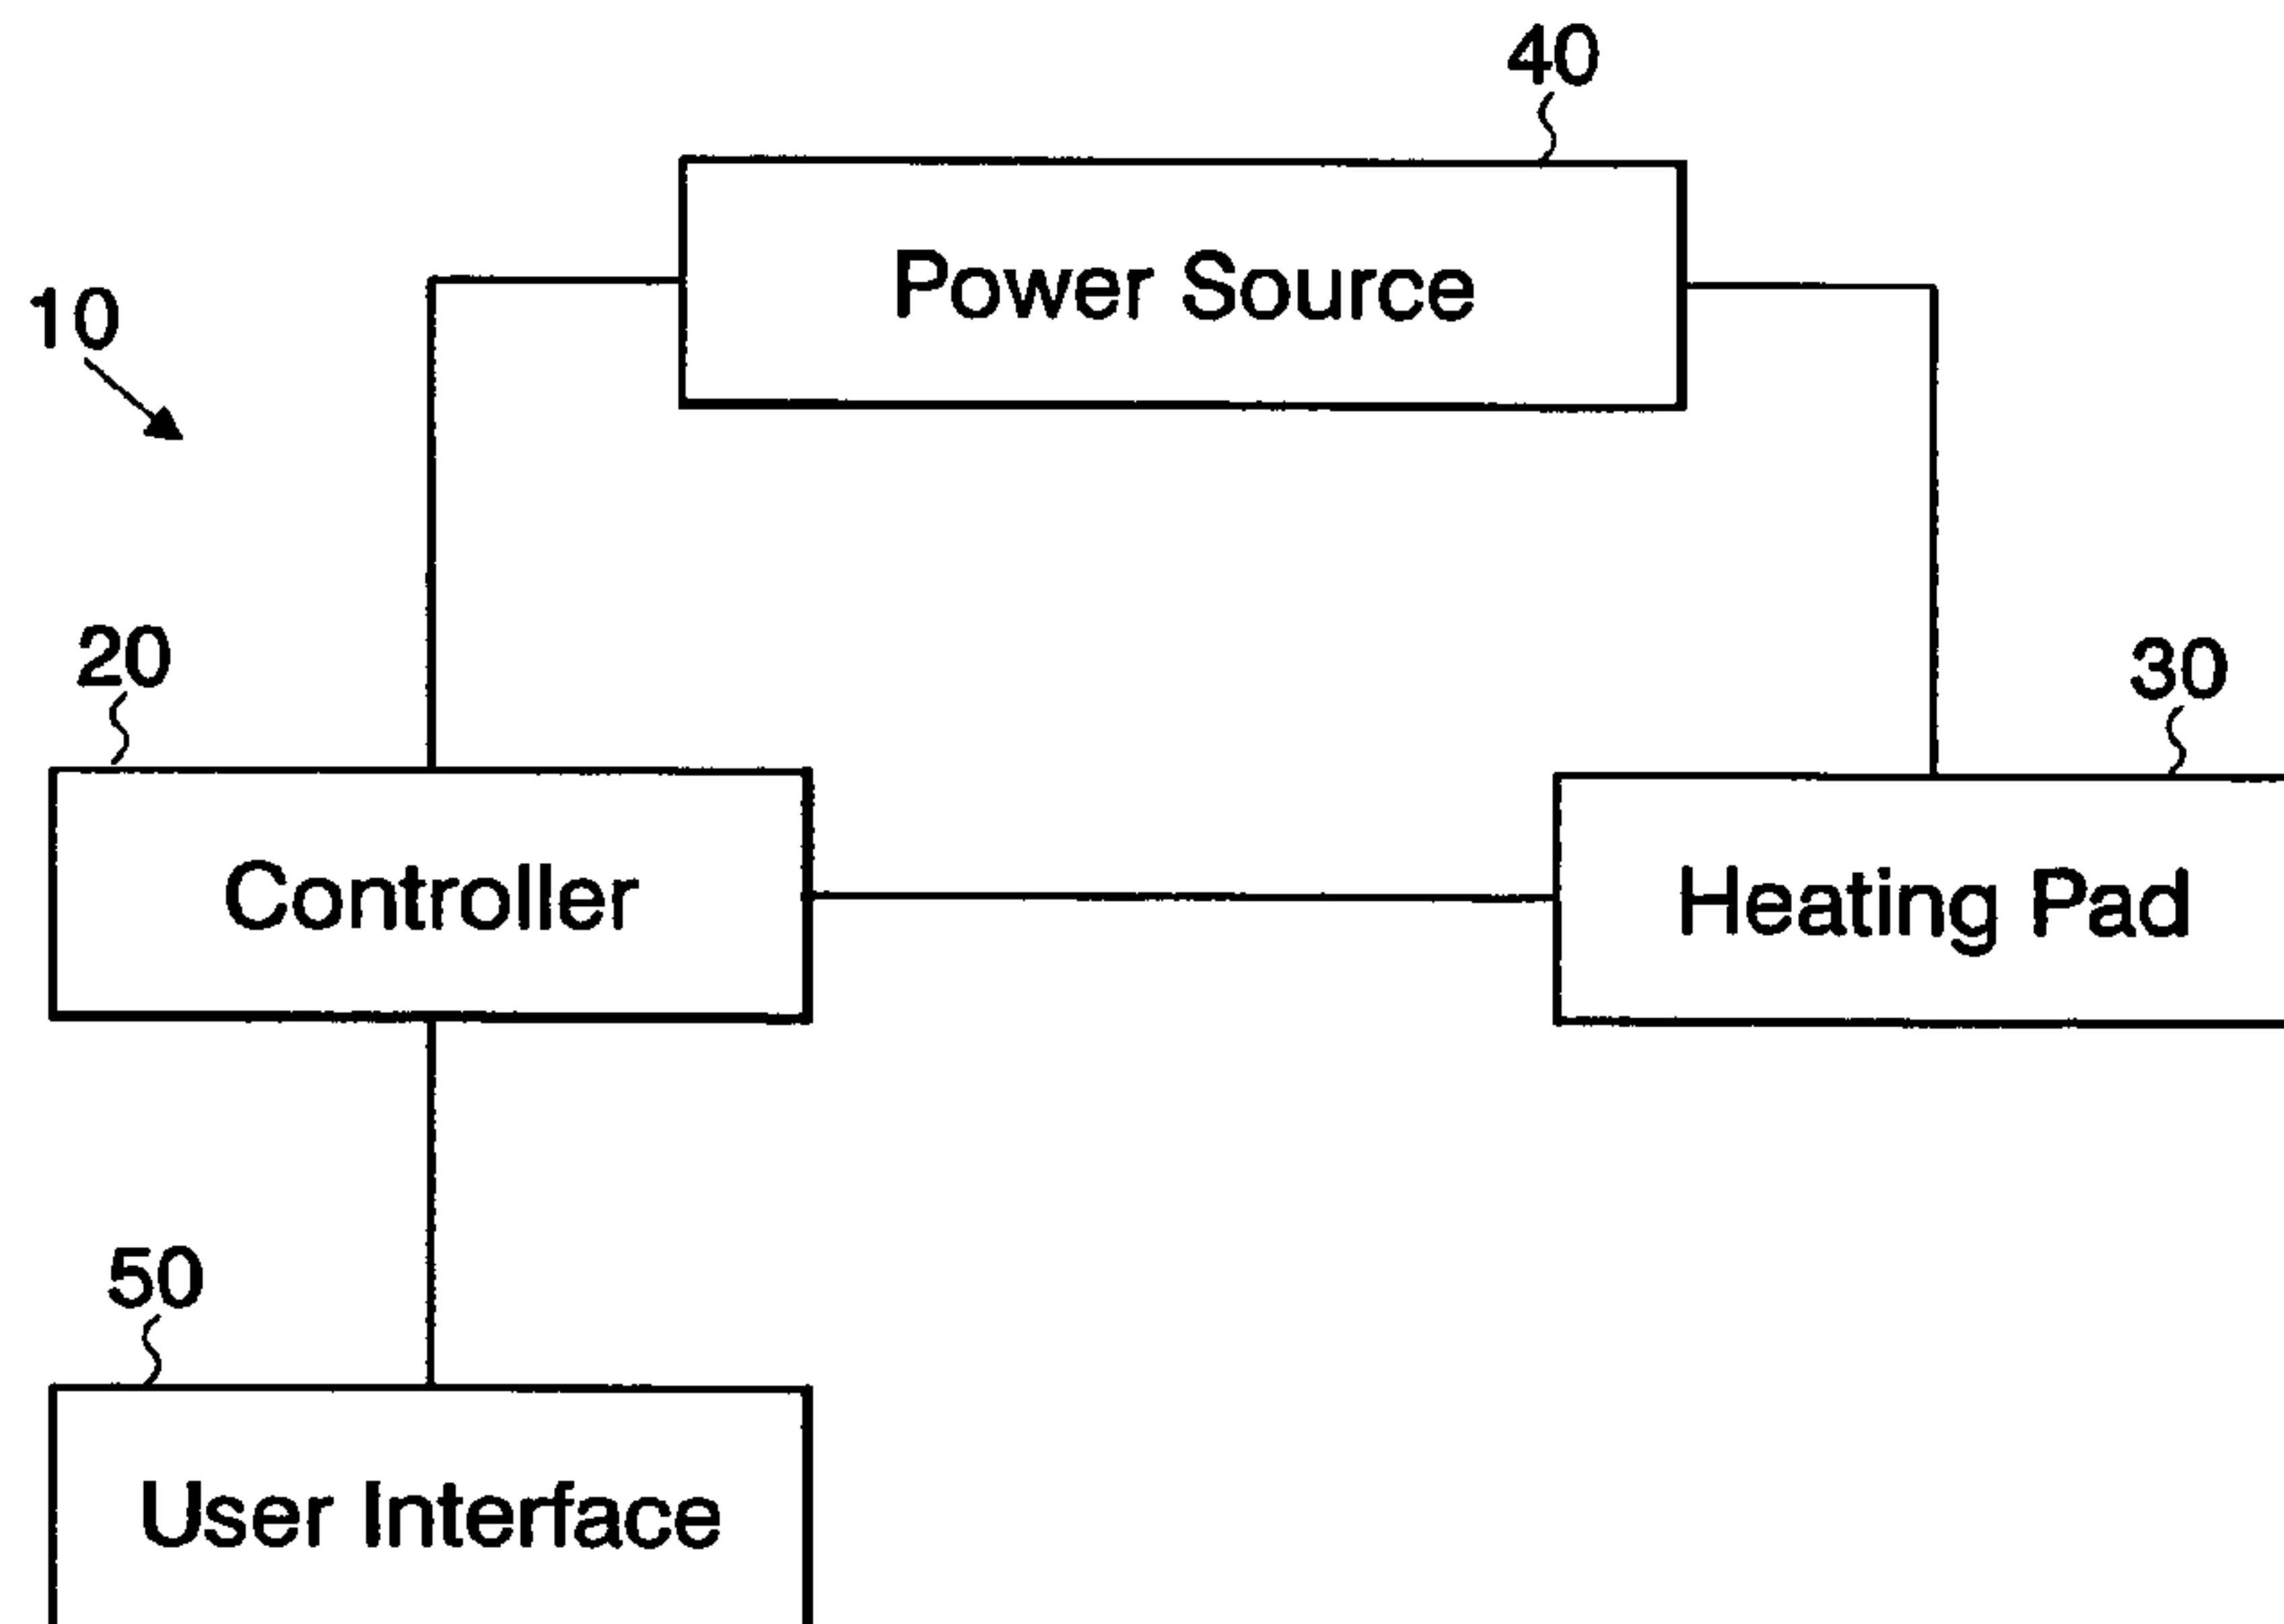 40
Power Source
10
20
30
Controller
Heating Pad
50
User Interface